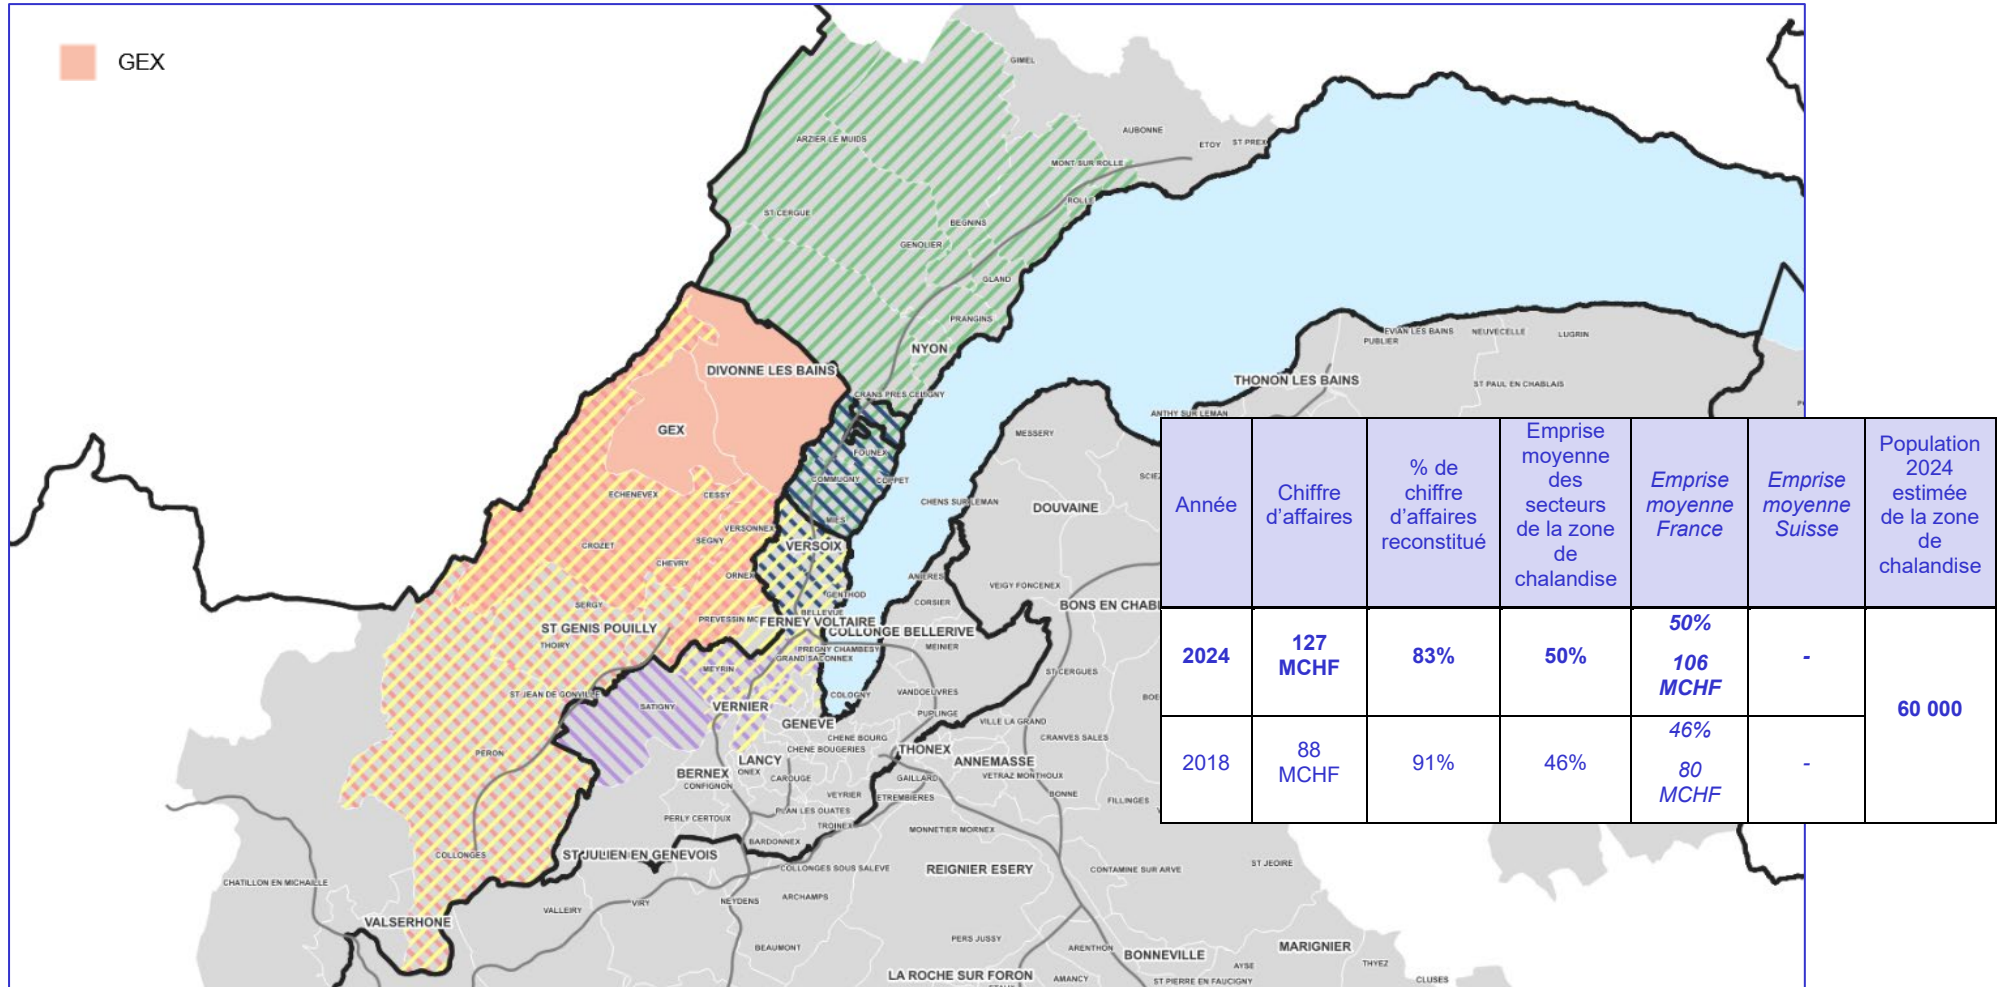 GEX
GIMEL
AUBONNE
ETOY
ST PREX
ARZIER LE MUIDS
MONT SUR ROLLE
ROLLE
ST CERGUE
BEGNINS
GENOLIER
GLAND
PRANGINS
NYON
EVIAN LES BAINS
NEUVECELLE
LUGRIN
PUBLIER
DIVONNE LES BAINS
THONON LES BAINS
ST PAUL EN CHABLAIS
CRANS PRES CELIGNY
ANTHY SUR LEMAN
GEX
MESSERY
FOUNEX
COMMUGNY
COPPET
ECHENEVEX
CESSY
CHENS SUR LEMAN
DOUVAINE
MIES
VERSONNEX
SEGNY
CROZET
VERSOIX
CHEVRY
ORNEX
ANIERES
VEIGY FONCENEX
GENTHOD
CORSIER
SERGY
BELLEVUE
BONS EN CHABL
PREVESSIN MO
FERNEY VOLTAIRE
ST GENIS POUILLY
COLLONGE BELLERIVE
THOIRY
PREGNY CHAMBESY
MEINIER
GRAND SACONNEX
MEYRIN
ST CERGUES
ST JEAN DE GONVILLE
COLOGNY
VANDOEUVRES
SATIGNY
VERNIER
PUPLINGE
GENEVE
VILLE LA GRAND
CHENE BOURG
CRANVES SALES
CHENE BOUGERIES
THONEX
PERON
LANCY
ANNEMASSE
BERNEX
ONEX
CAROUGE
GAILLARD
VETRAZ MONTHOUX
CONFIGNON
VEYRIER
ETREMBIERES
BONNE
FILLINGES
PLAN LES OUATES
PERLY CERTOUX
TROINEX
MONNETIER MORNEX
BARDONNEX
COLLONGES
ST JULIEN EN GENEVOIS
COLLONGES SOUS SALEVE
REIGNIER ESERY
CONTAMINE SUR ARVE
ST JEOIRE
CHATILLON EN MICHAILLE
ARCHAMPS
VIRY
NEYDENS
VALLEIRY
VALSERHONE
BEAUMONT
PERS JUSSY
ARENTHON
BONNEVILLE
MARIGNIER
AYSE
THYEZ
LA ROCHE SUR FORON
AMANCY
ST PIERRE EN FAUCIGNY
CLUSES
Année
Chiffre
d'affaires
% de
chiffre
d'affaires
reconstitué
Emprise
moyenne
des
secteurs
de la zone
de
chalandise
Emprise
moyenne
France
Emprise
moyenne
Suisse
Population
2024
estimée
de la zone
de
chalandise
2024
127
MCHF
83%
50%
50%
106
MCHF
-
60 000
2018
88
MCHF
91%
46%
46%
80
MCHF
-